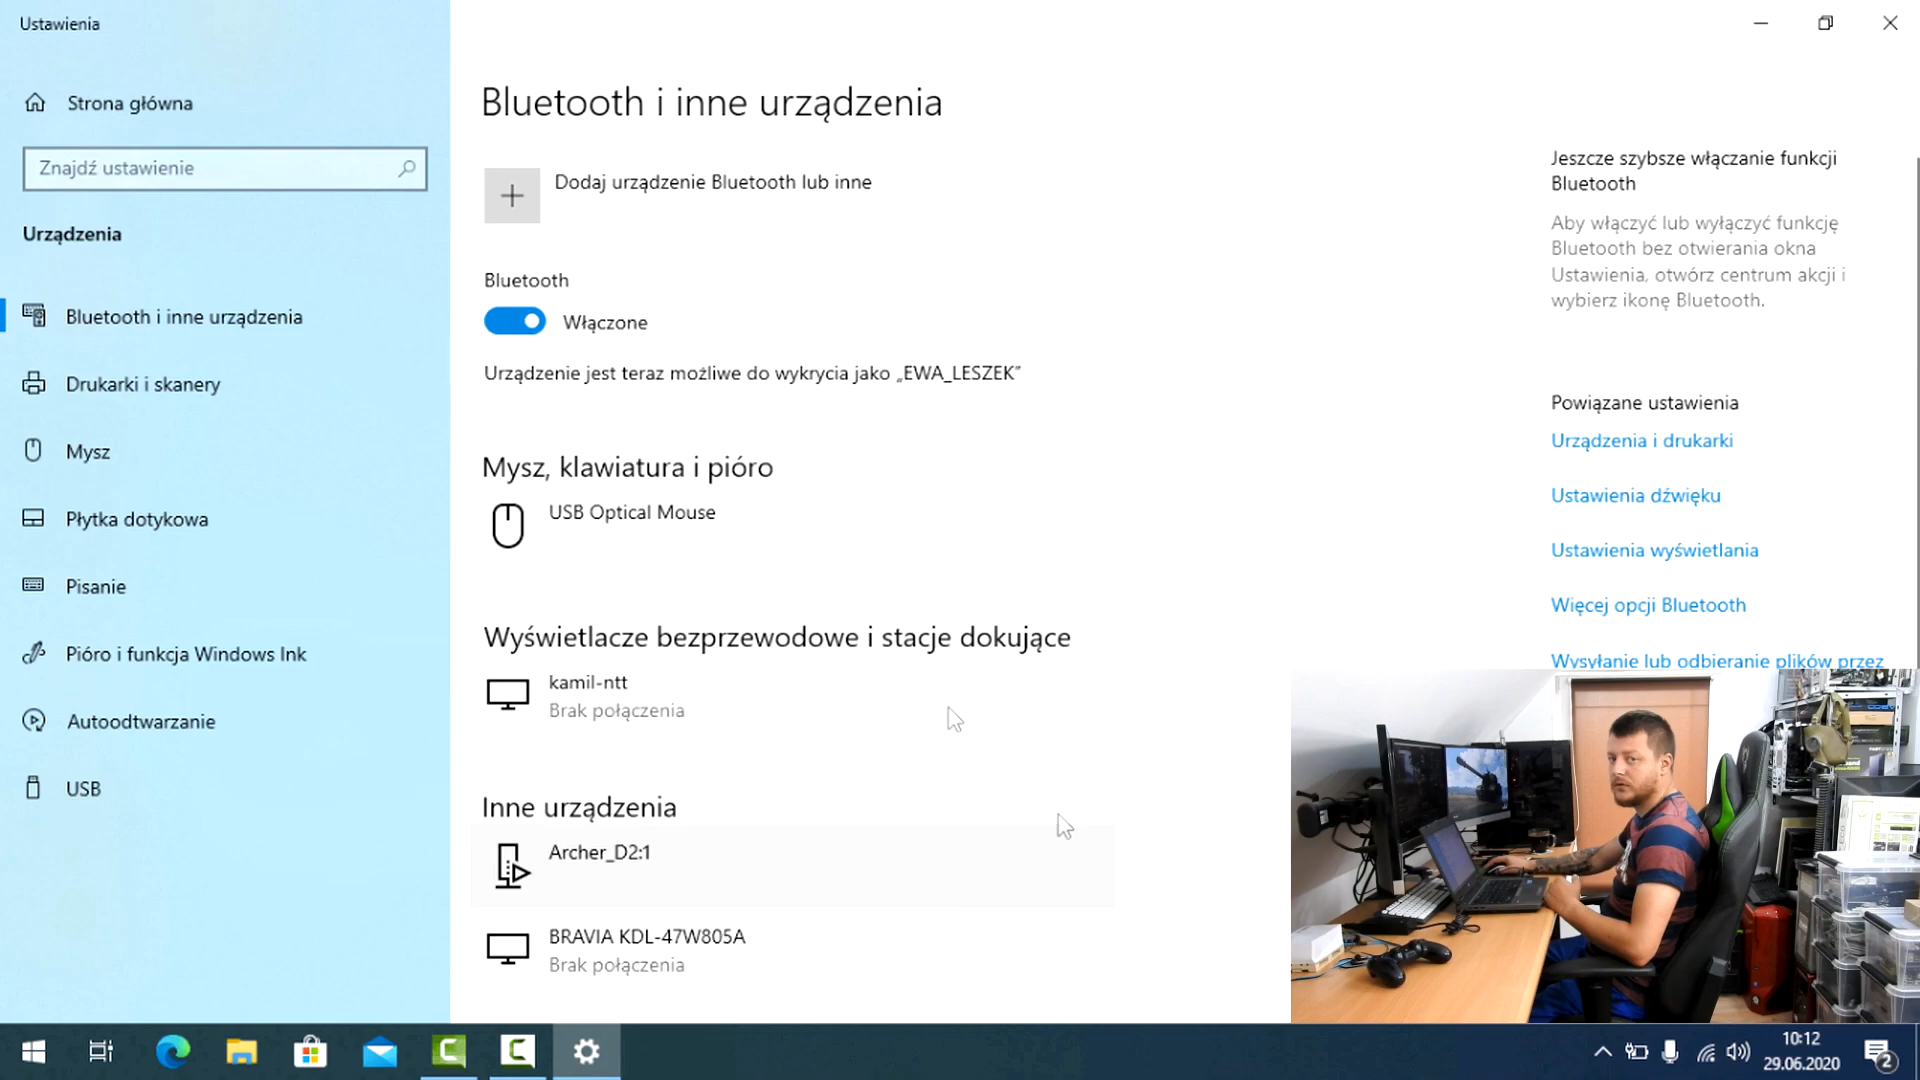 Ustawienia
Strona główna
Znajdź ustawienie
Urządzenia
Bluetooth i inne urządzenia
Drukarki i skanery
Mysz
Płytka dotykowa
Pisanie
Pióro i funkcja Windows Ink
Autoodtwarzanie
USB
Bluetooth i inne urządzenia
Dodaj urządzenie Bluetooth lub inne
Bluetooth
Włączone
Urządzenie jest teraz możliwe do wykrycia jako „EWA_LESZEK”
Mysz, klawiatura i pióro
USB Optical Mouse
Wyświetlacze bezprzewodowe i stacje dokujące
kamil-ntt
Brak połączenia
Inne urządzenia
Archer_D2:1
BRAVIA KDL-47W805A
Brak połączenia
Jeszcze szybsze włączanie funkcji
Bluetooth
Aby włączyć lub wyłączyć funkcję
Bluetooth bez otwierania okna
Ustawienia, otwórz centrum akcji i
wybierz ikonę Bluetooth.
Powiązane ustawienia
Urządzenia i drukarki
Ustawienia dźwięku
Ustawienia wyświetlania
Więcej opcji Bluetooth
Wysyłanie lub odbieranie plików przez
10:12
29.06.2020
2